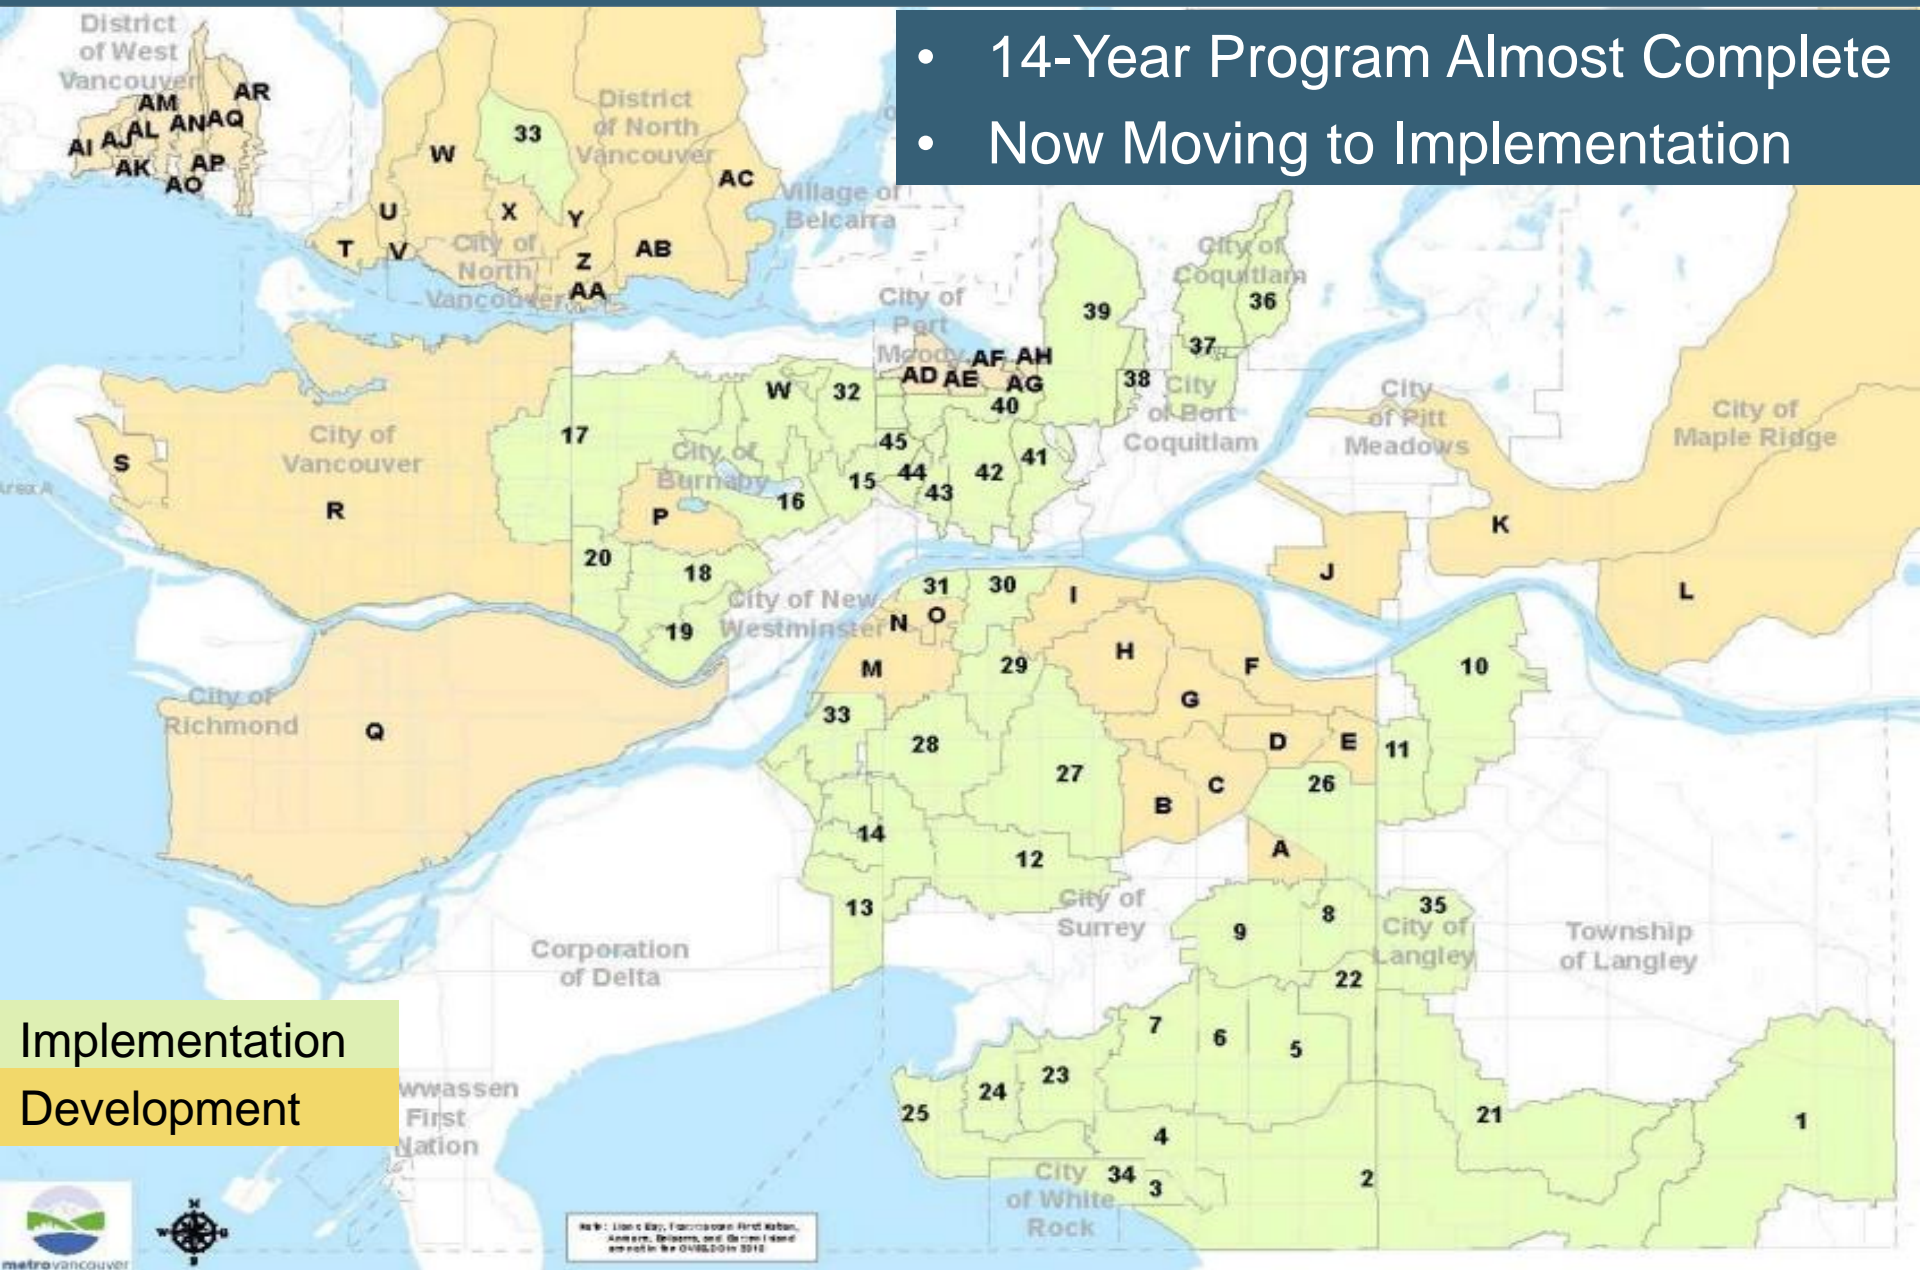 • 14-Year Program Almost Complete
• Now Moving to Implementation
District
of West
Vancouver
AM
AR
AI
AJ
AL
AN
AQ
AK
AO
AP
33
District
of North
Vancouver
W
AC
U
X
Y
T
V
City of
North
Vancouver
Z
AB
AA
Village of
Belcarra
City of
Port
Moody
AD
AE
AF
AH
AG
40
39
38
City of
Coquitlam
36
37
City
of Port
Coquitlam
City
of Pitt
Meadows
City of
Maple Ridge
Area A
S
City of
Vancouver
R
17
W
32
City of
Burnaby
P
16
15
45
44
43
42
41
20
18
19
City of New
Westminster
K
J
L
31
30
I
N
O
M
29
H
F
G
10
City of
Richmond
Q
33
28
27
D
E
11
C
B
26
14
12
A
13
City of
Surrey
9
8
35
City of
Langley
Township
of Langley
Corporation
of Delta
22
7
6
5
23
24
25
4
21
1
2
City
of White
Rock
34
3
Implementation
Development
wwassen
First
Nation
N
W
S
metrovancouver